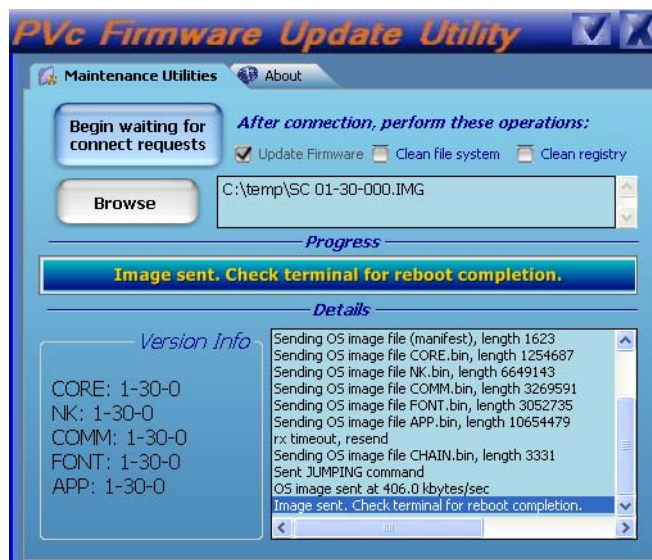 PVc Firmware Update Utility
Maintenance Utilities
About
Begin waiting for
connect requests
After connection, perform these operations:
Update Firmware
Clean file system
Clean registry
Browse
C:\temp\SC 01-30-000.IMG
Progress
Image sent. Check terminal for reboot completion.
Details
Version Info
CORE: 1-30-0
NK: 1-30-0
COMM: 1-30-0
FONT: 1-30-0
APP: 1-30-0
Sending OS image file (manifest), length 1623
Sending OS image file CORE.bin, length 1254687
Sending OS image file NK.bin, length 6649143
Sending OS image file COMM.bin, length 3269591
Sending OS image file FONT.bin, length 3052735
Sending OS image file APP.bin, length 10654479
rx timeout, resend
Sending OS image file CHAIN.bin, length 3331
Sent JUMPING command
OS image sent at 406.0 kbytes/sec
Image sent. Check terminal for reboot completion.